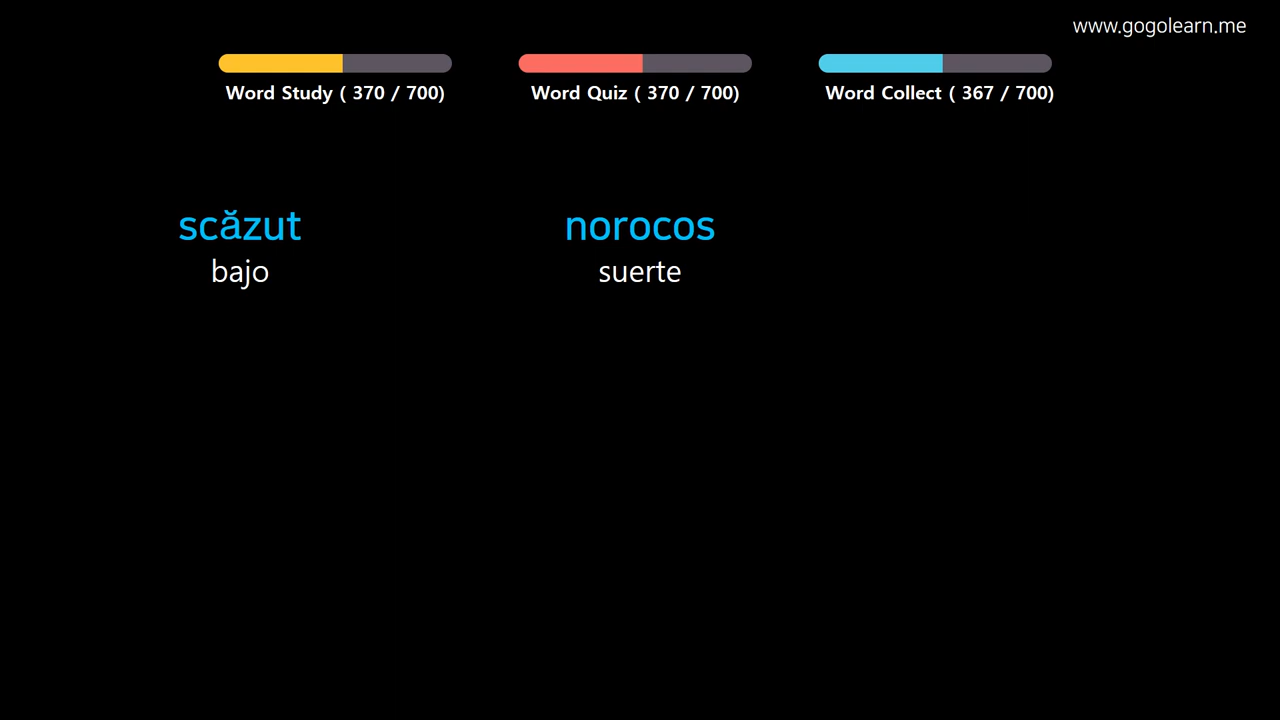 www.gogolearn.me
Word Study ( 370 / 700)
Word Quiz ( 370 / 700)
Word Collect ( 367 / 700)
scăzut
bajo
norocos
suerte